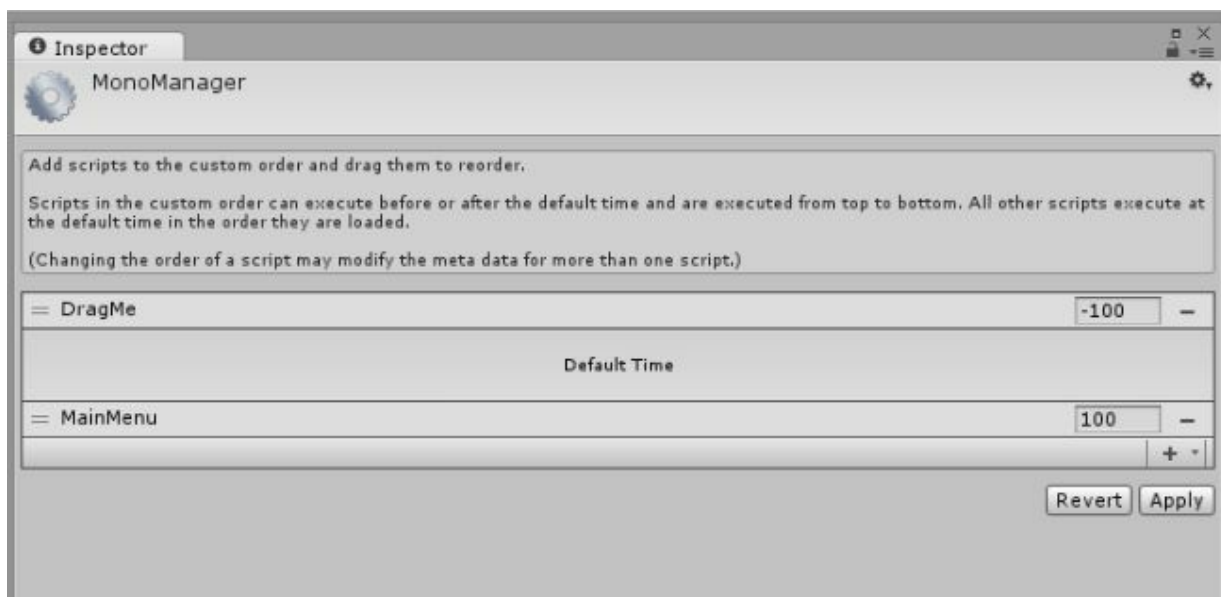 Inspector
MonoManager
Add scripts to the custom order and drag them to reorder.
Scripts in the custom order can execute before or after the default time and are executed from top to bottom. All other scripts execute at
the default time in the order they are loaded.
(Changing the order of a script may modify the meta data for more than one script.)
DragMe -100
Default Time
MainMenu 100
Revert Apply